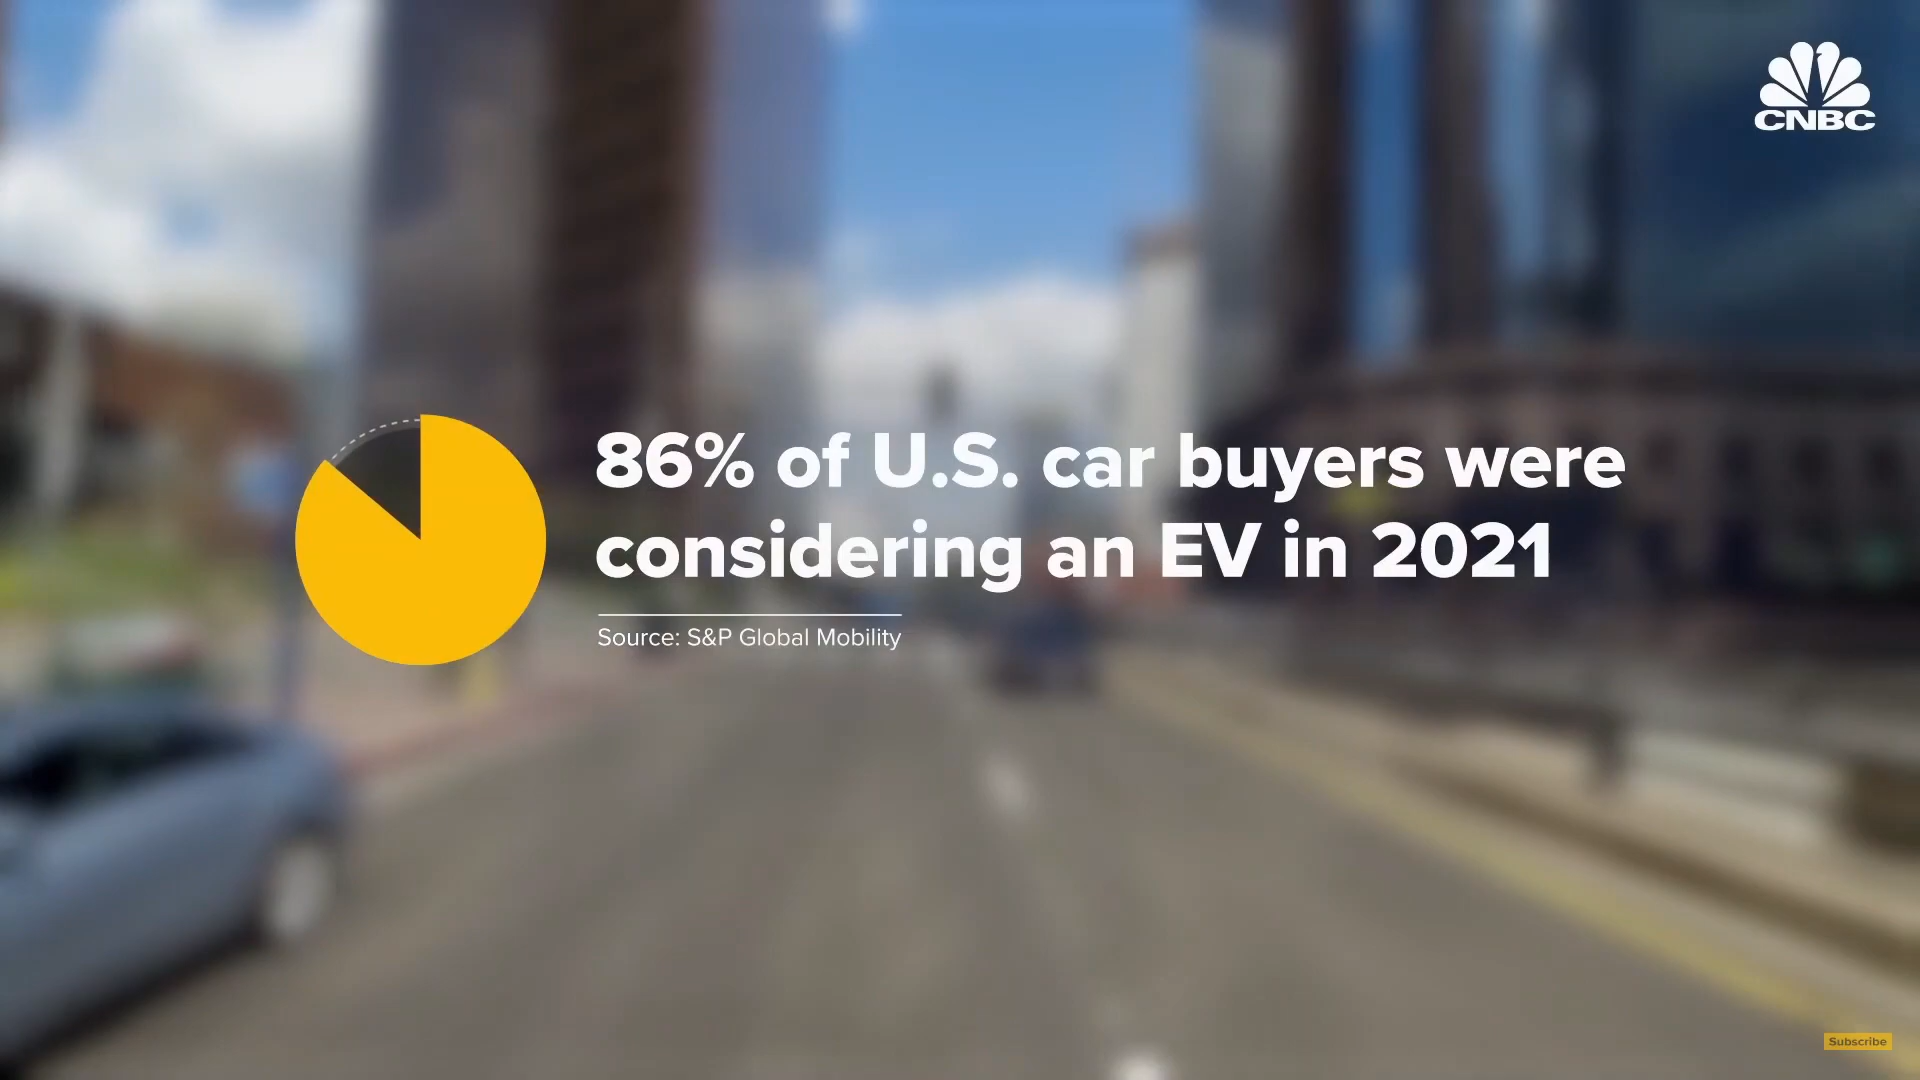 CNBC
86% of U.S. car buyers were
considering an EV in 2021
Source: S&P Global Mobility
Subscribe